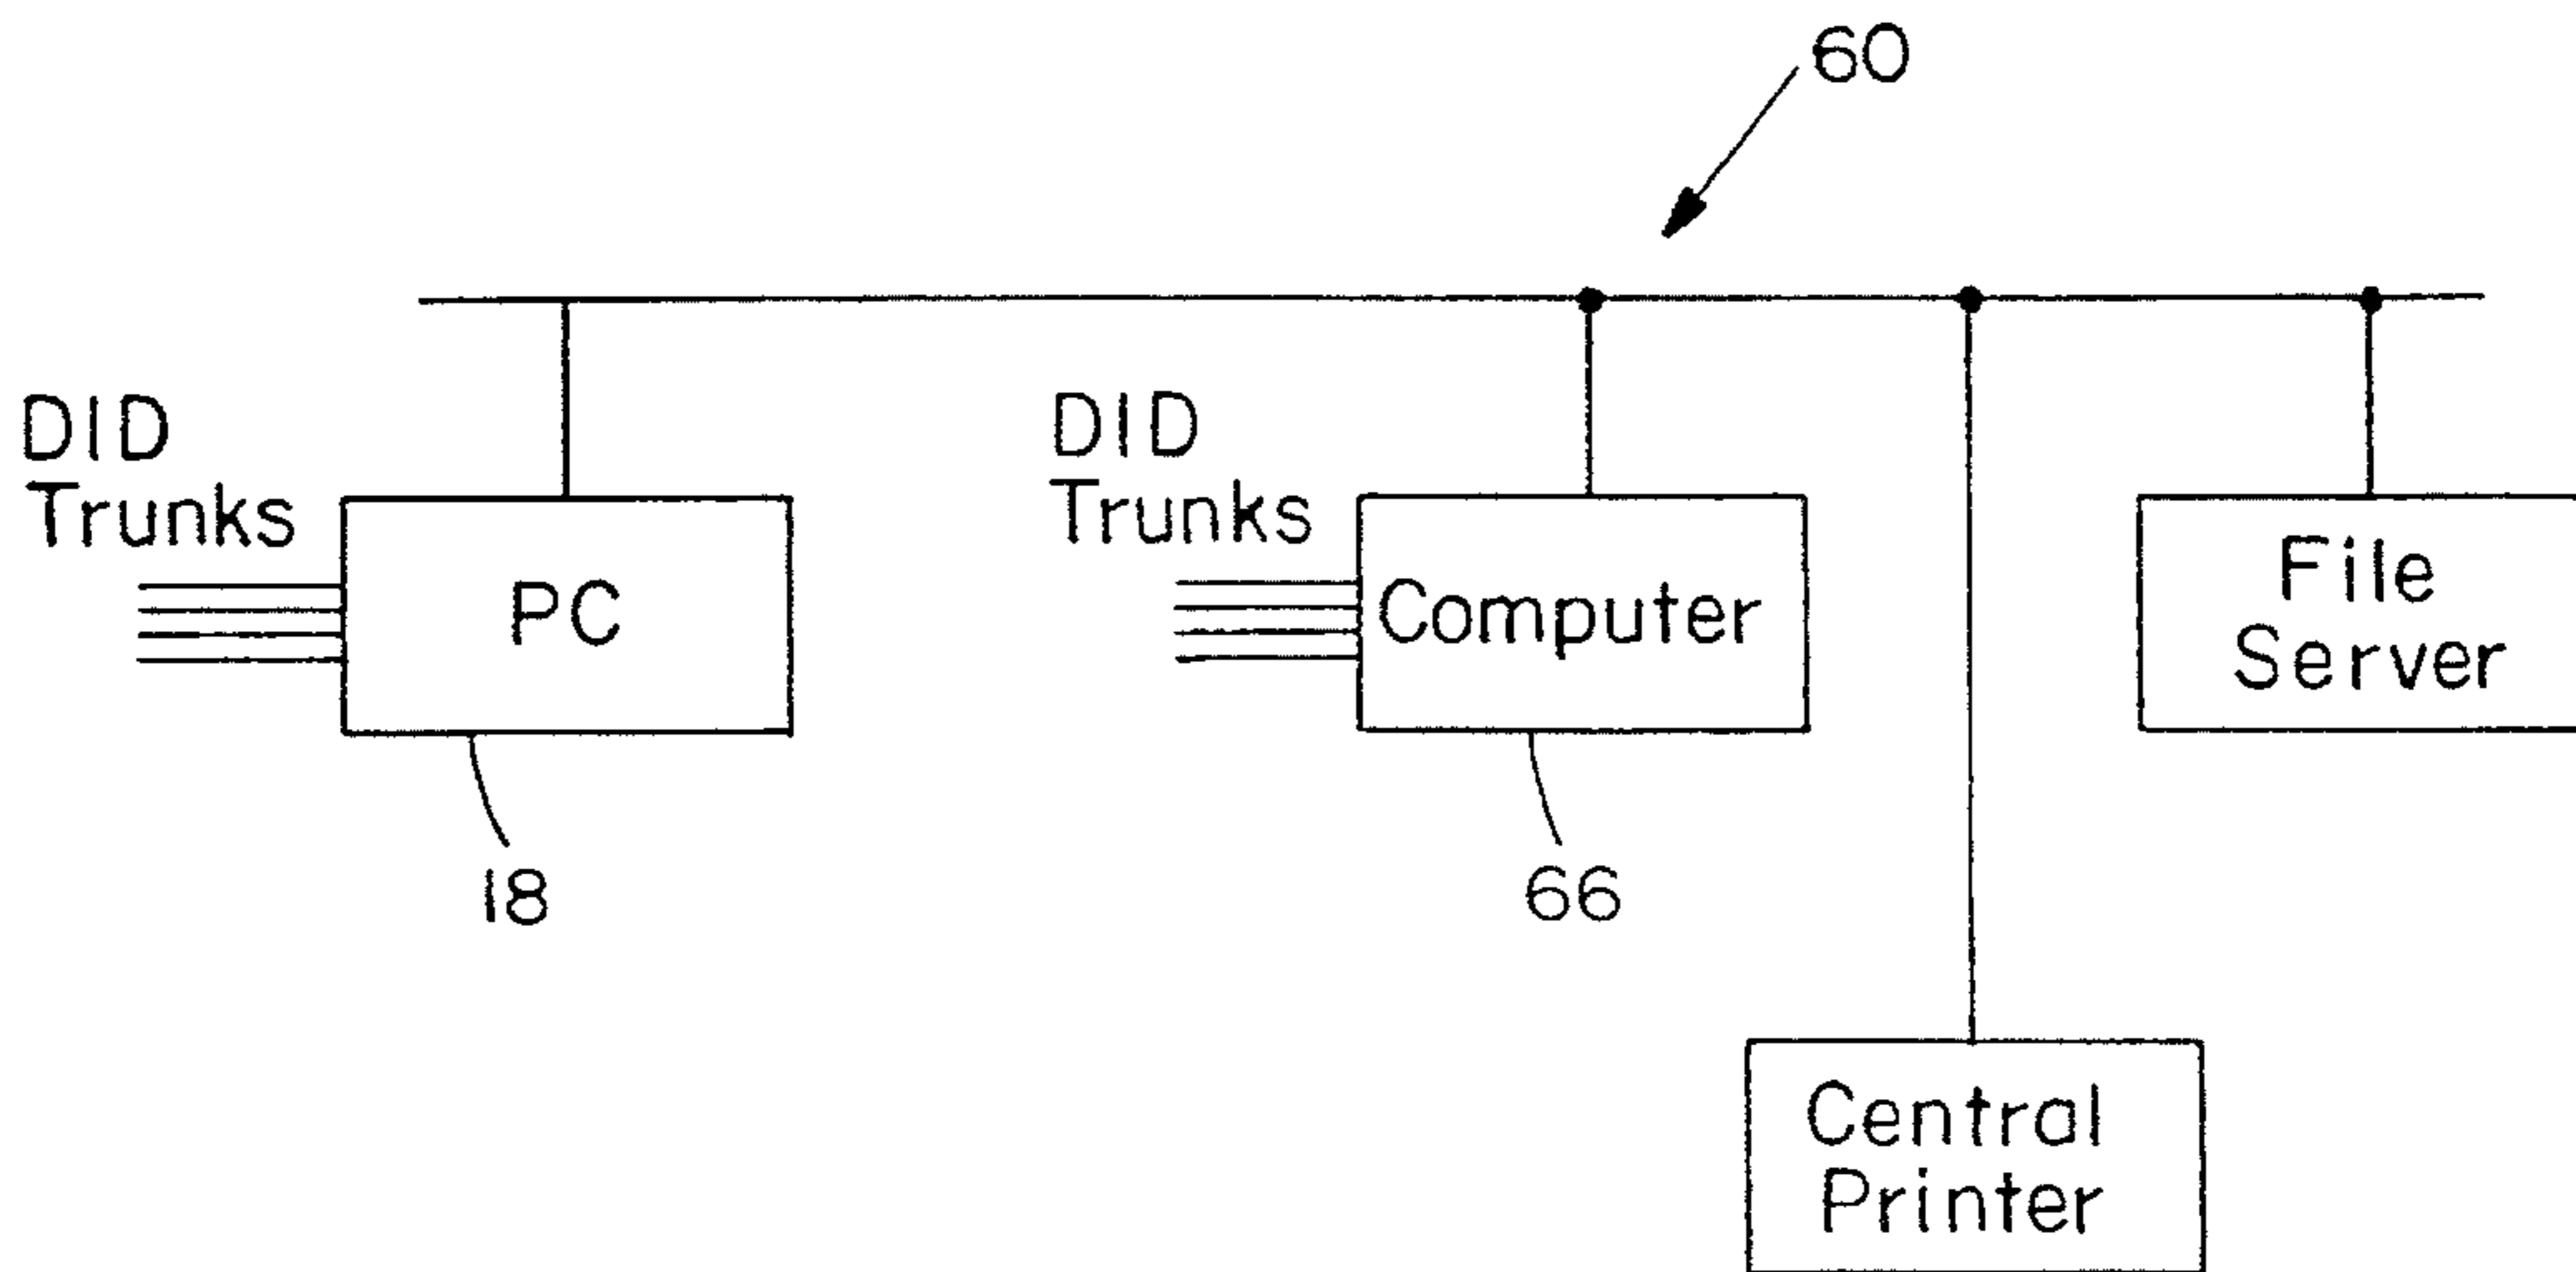 60
DID
Trunks
PC
18
DID
Trunks
Computer
66
File
Server
Central
Printer